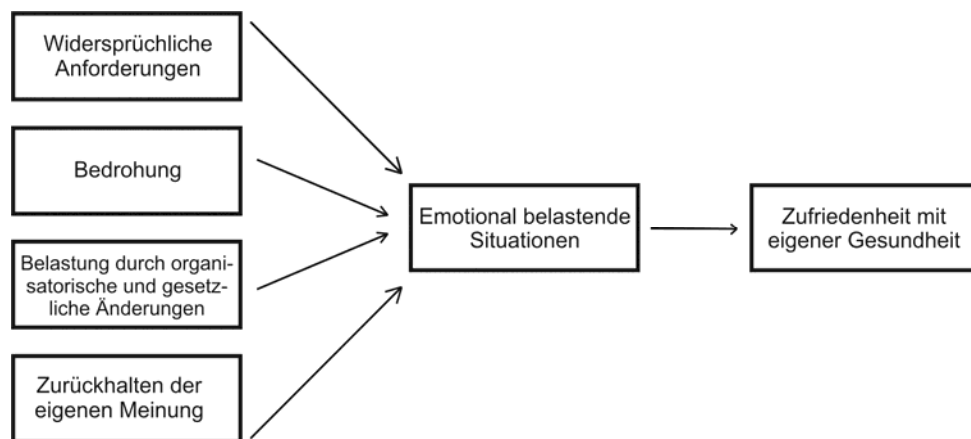 Widersprüchliche
Anforderungen
Bedrohung
Belastung durch organi-
satorische und gesetz-
liche Änderungen
Zurückhalten der
eigenen Meinung
Emotional belastende
Situationen
Zufriedenheit mit
eigener Gesundheit